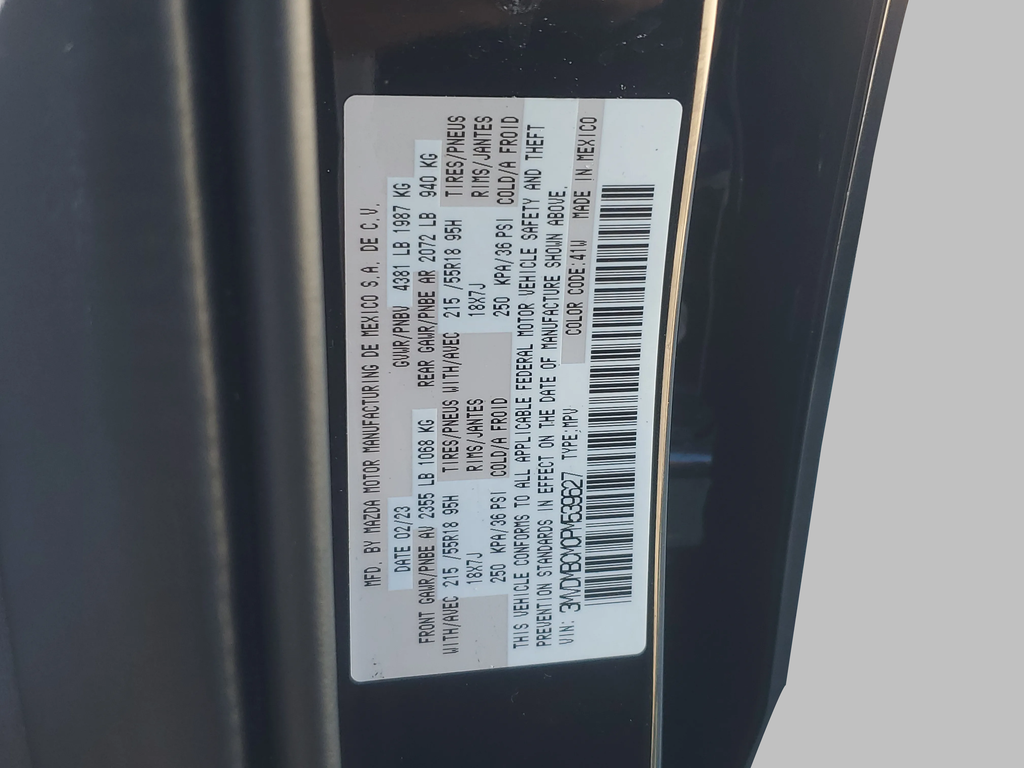 MFD. BY MAZDA MOTOR MANUFACTURING DE MEXICO S.A. DE C.V.
DATE 02/23 GVWR/PNBV 4381 LB 1987 KG
FRONT GAWR/PNBE AV 2355 LB 1068 KG REAR GAWR/PNBE AR 2072 LB 940 KG
WITH/AVEC 215 /55R18 95H TIRES/PNEUS WITH/AVEC 215 /55R18 95H TIRES/PNEUS
18X7J RIMS/JANTES 18X7J RIMS/JANTES
250 KPA/36 PSI COLD/A FROID 250 KPA/36 PSI COLD/A FROID
THIS VEHICLE CONFORMS TO ALL APPLICABLE FEDERAL MOTOR VEHICLE SAFETY AND THEFT
PREVENTION STANDARDS IN EFFECT ON THE DATE OF MANUFACTURE SHOWN ABOVE.
VIN: 3MVDMBCM0PM539627 TYPE:MPV COLOR CODE:41W MADE IN MEXICO